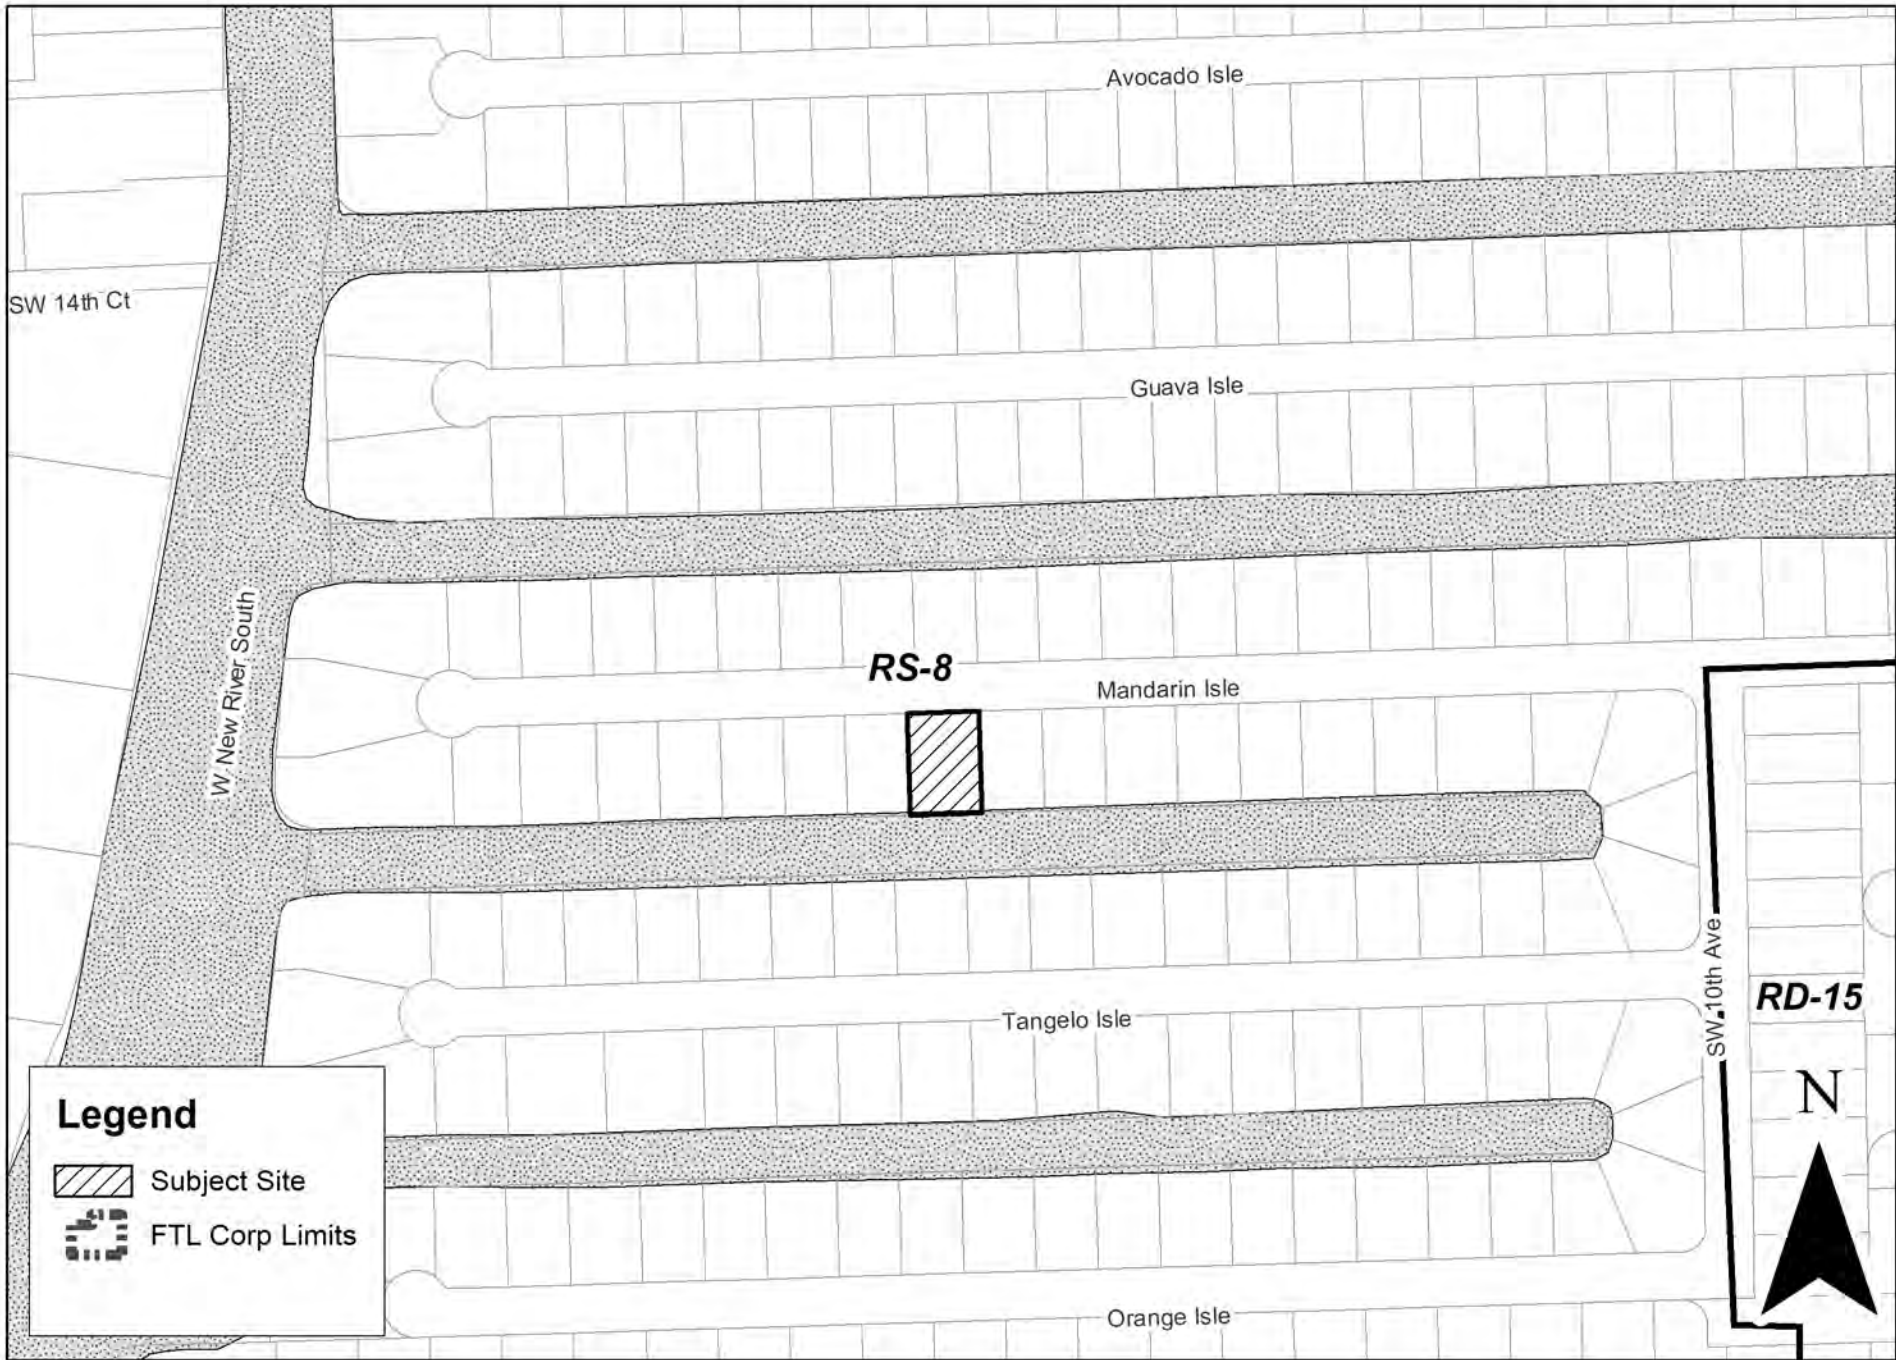 Avocado Isle
SW 14th Ct
Guava Isle
W New River South
RS-8
Mandarin Isle
SW 10th Ave
RD-15
Tangelo Isle
N
Legend
Subject Site
FTL Corp Limits
Orange Isle